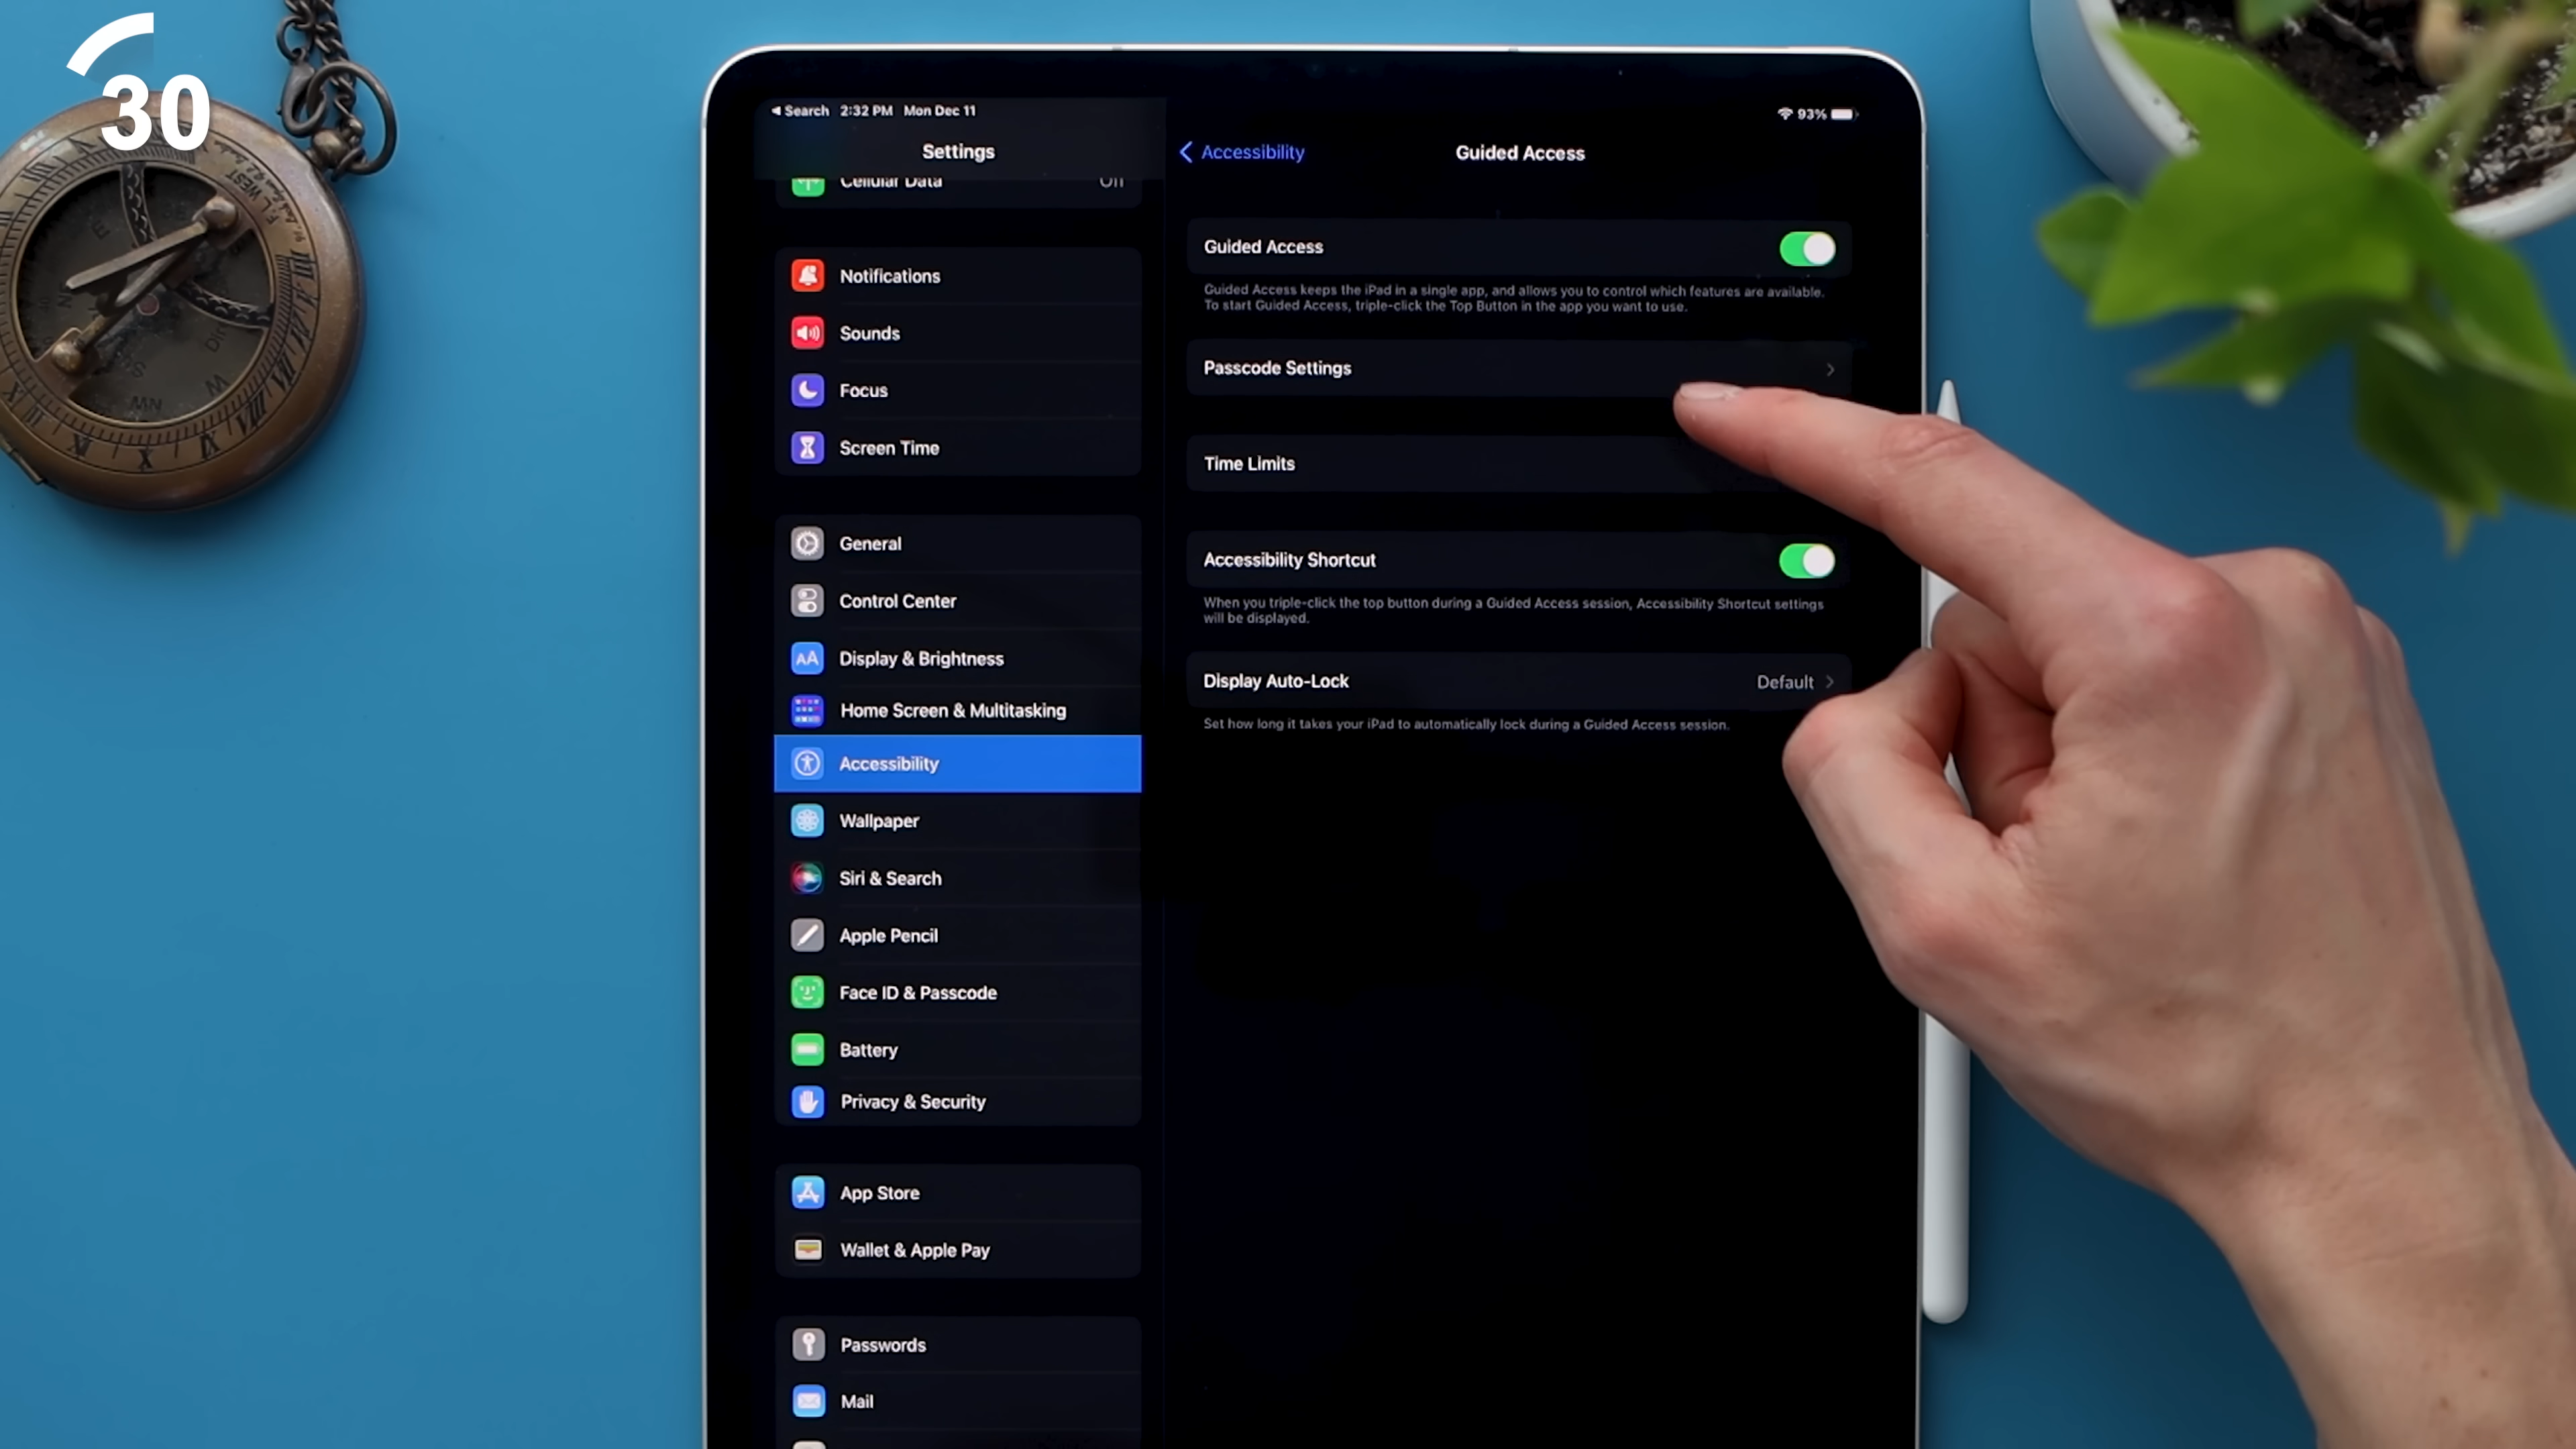 30
Search 2:32 PM Mon Dec 11
93%
Settings
Cellular Data Off
Notifications
Sounds
Focus
Screen Time
General
Control Center
AA Display & Brightness
Home Screen & Multitasking
Accessibility
Wallpaper
Siri & Search
Apple Pencil
Face ID & Passcode
Battery
Privacy & Security
App Store
Wallet & Apple Pay
Passwords
Mail
Accessibility
Guided Access
Guided Access
Guided Access keeps the iPad in a single app, and allows you to control which features are available.
To start Guided Access, triple-click the Top Button in the app you want to use.
Passcode Settings
Time Limits
Accessibility Shortcut
When you triple-click the top button during a Guided Access session, Accessibility Shortcut settings
will be displayed.
Display Auto-Lock Default
Set how long it takes your iPad to automatically lock during a Guided Access session.
F.L WEST
E
NE
S
W
NW